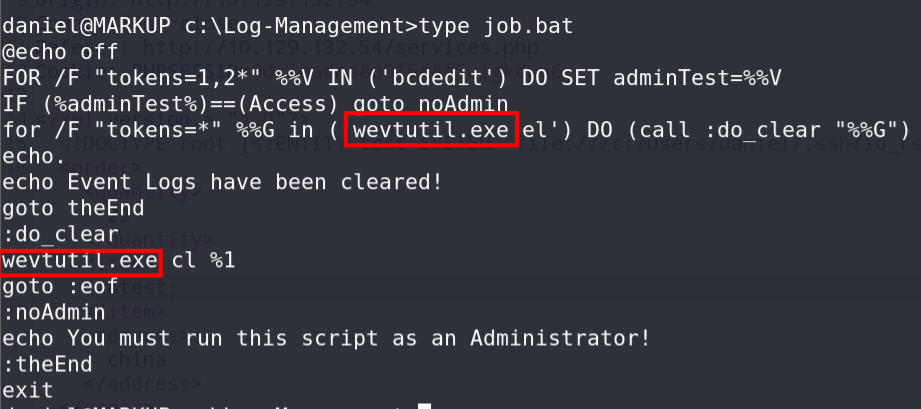 daniel@MARKUP c:\Log-Management>type job.bat
@echo off
FOR /F "tokens=1,2*" %%V IN ('bcdedit') DO SET adminTest=%%V
IF (%adminTest%)==(Access) goto noAdmin
for /F "tokens=*" %%G in ( wevtutil.exe el') DO (call :do_clear "%%G")
echo.
echo Event Logs have been cleared!
goto theEnd
:do_clear
wevtutil.exe cl %1
goto :eof
:noAdmin
echo You must run this script as an Administrator!
:theEnd
exit